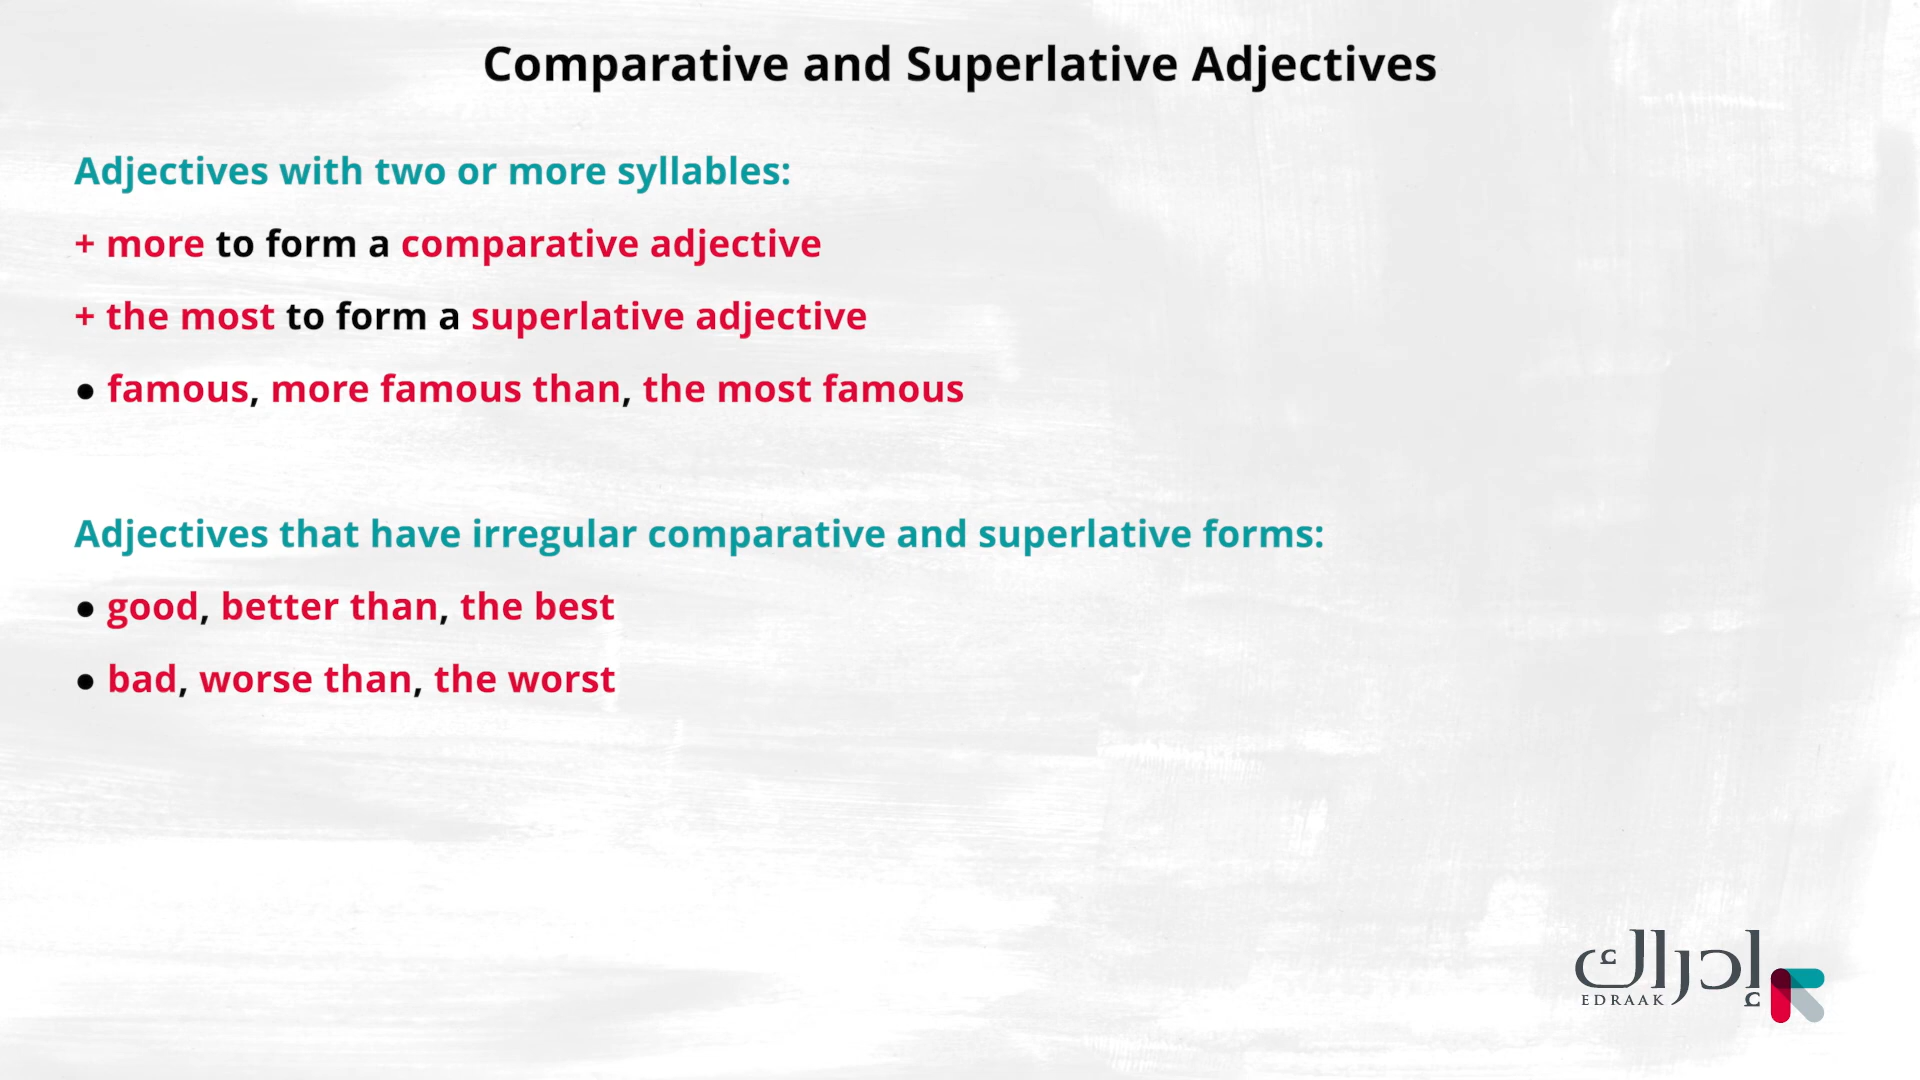 Comparative and Superlative Adjectives
Adjectives with two or more syllables:
+ more to form a comparative adjective
+ the most to form a superlative adjective
● famous, more famous than, the most famous
Adjectives that have irregular comparative and superlative forms:
● good, better than, the best
● bad, worse than, the worst
إدراك
EDRAAK